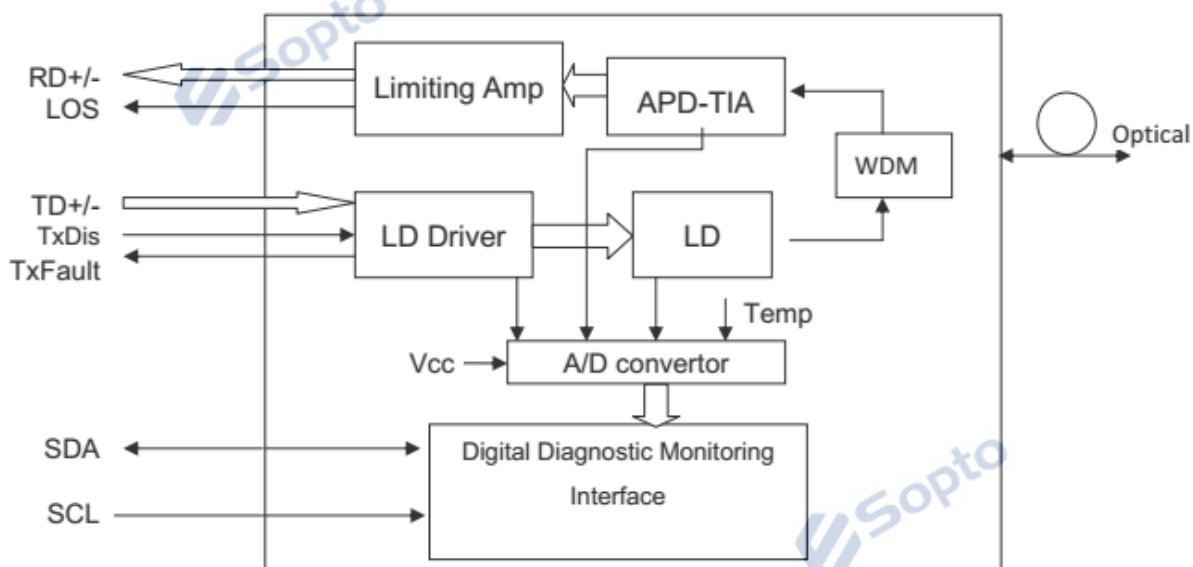 Sopto
RD+/-
LOS
Limiting Amp
APD-TIA
WDM
Optical
TD+/-
TxDis
TxFault
LD Driver
LD
Temp
Vcc
A/D convertor
SDA
SCL
Digital Diagnostic Monitoring
Interface
Sopto